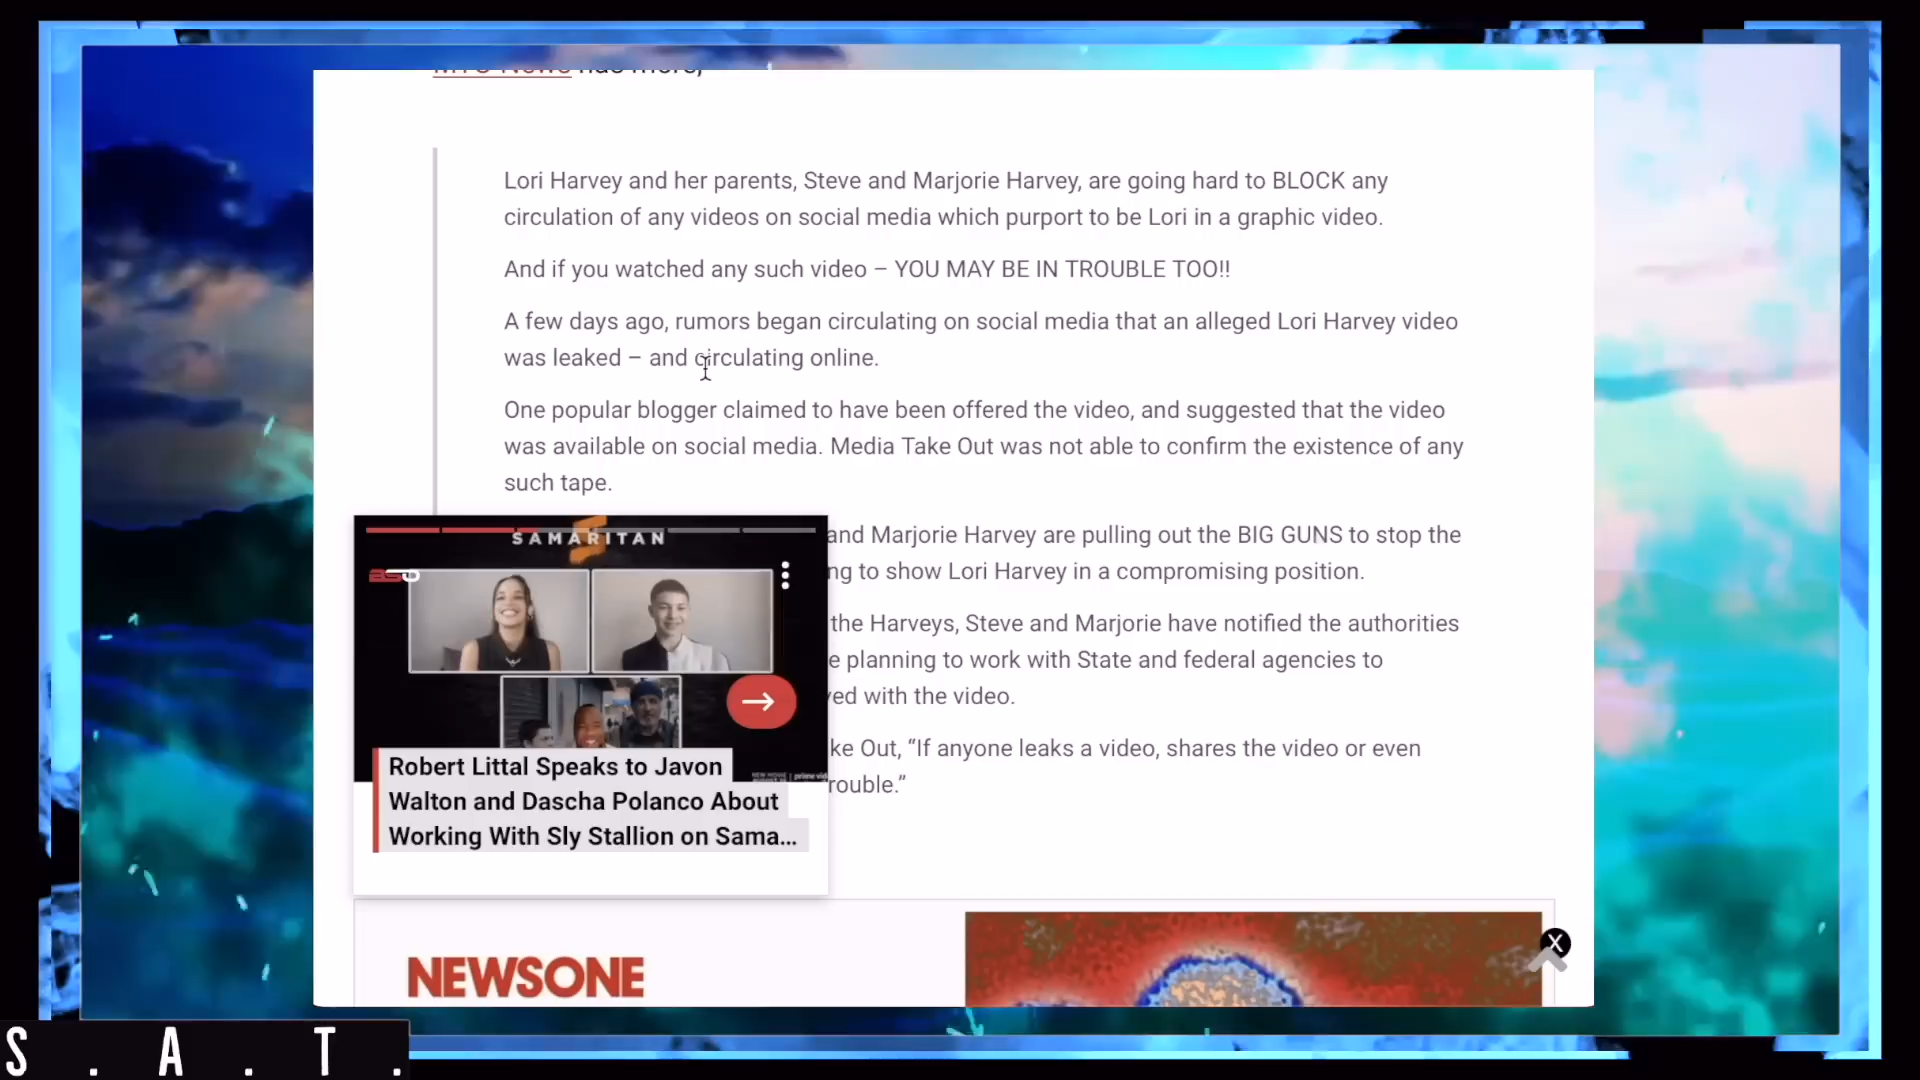 MTO News has more,
Lori Harvey and her parents, Steve and Marjorie Harvey, are going hard to BLOCK any
circulation of any videos on social media which purport to be Lori in a graphic video.
And if you watched any such video – YOU MAY BE IN TROUBLE TOO!!
A few days ago, rumors began circulating on social media that an alleged Lori Harvey video
was leaked – and circulating online.
One popular blogger claimed to have been offered the video, and suggested that the video
was available on social media. Media Take Out was not able to confirm the existence of any
such tape.
and Marjorie Harvey are pulling out the BIG GUNS to stop the
ng to show Lori Harvey in a compromising position.
the Harveys, Steve and Marjorie have notified the authorities
e planning to work with State and federal agencies to
ved with the video.
ke Out, “If anyone leaks a video, shares the video or even
rouble.”
SAMARITAN
BSO
Robert Littal Speaks to Javon
Walton and Dascha Polanco About
Working With Sly Stallion on Sama...
NEWSONE
X
S . A . T .